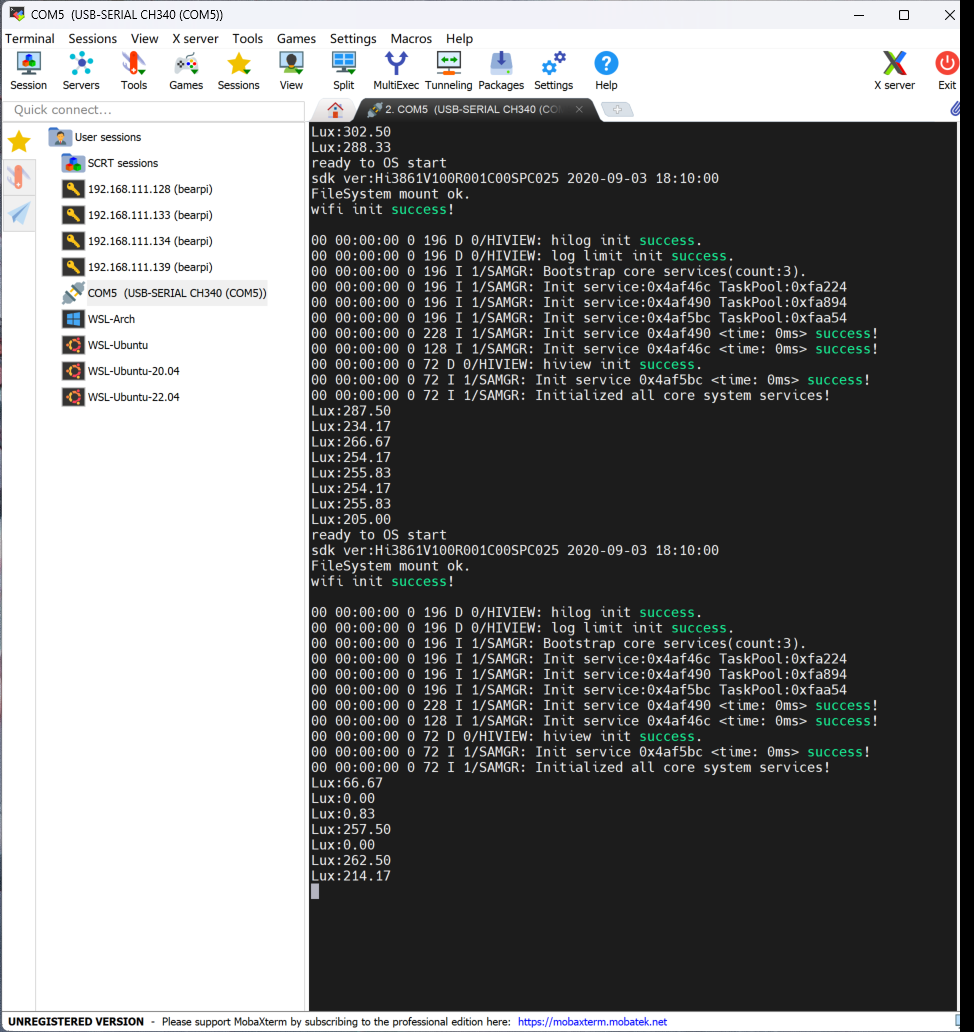 COM5  (USB-SERIAL CH340 (COM5))
Terminal Sessions View X server Tools Games Settings Macros Help
Session Servers Tools Games Sessions View Split MultiExec Tunneling Packages Settings Help X server Exit
Quick connect...
2. COM5  (USB-SERIAL CH340 (CO
User sessions
SCRT sessions
192.168.111.128 (bearpi)
192.168.111.133 (bearpi)
192.168.111.134 (bearpi)
192.168.111.139 (bearpi)
COM5  (USB-SERIAL CH340 (COM5))
WSL-Arch
WSL-Ubuntu
WSL-Ubuntu-20.04
WSL-Ubuntu-22.04
Lux:302.50
Lux:288.33
ready to OS start
sdk ver:Hi3861V100R001C00SPC025 2020-09-03 18:10:00
FileSystem mount ok.
wifi init success!
00 00:00:00 0 196 D 0/HIVIEW: hilog init success.
00 00:00:00 0 196 D 0/HIVIEW: log limit init success.
00 00:00:00 0 196 I 1/SAMGR: Bootstrap core services(count:3).
00 00:00:00 0 196 I 1/SAMGR: Init service:0x4af46c TaskPool:0xfa224
00 00:00:00 0 196 I 1/SAMGR: Init service:0x4af490 TaskPool:0xfa894
00 00:00:00 0 196 I 1/SAMGR: Init service:0x4af5bc TaskPool:0xfaa54
00 00:00:00 0 228 I 1/SAMGR: Init service 0x4af490 <time: 0ms> success!
00 00:00:00 0 128 I 1/SAMGR: Init service 0x4af46c <time: 0ms> success!
00 00:00:00 0 72 D 0/HIVIEW: hiview init success.
00 00:00:00 0 72 I 1/SAMGR: Init service 0x4af5bc <time: 0ms> success!
00 00:00:00 0 72 I 1/SAMGR: Initialized all core system services!
Lux:287.50
Lux:234.17
Lux:266.67
Lux:254.17
Lux:255.83
Lux:254.17
Lux:255.83
Lux:205.00
ready to OS start
sdk ver:Hi3861V100R001C00SPC025 2020-09-03 18:10:00
FileSystem mount ok.
wifi init success!
00 00:00:00 0 196 D 0/HIVIEW: hilog init success.
00 00:00:00 0 196 D 0/HIVIEW: log limit init success.
00 00:00:00 0 196 I 1/SAMGR: Bootstrap core services(count:3).
00 00:00:00 0 196 I 1/SAMGR: Init service:0x4af46c TaskPool:0xfa224
00 00:00:00 0 196 I 1/SAMGR: Init service:0x4af490 TaskPool:0xfa894
00 00:00:00 0 196 I 1/SAMGR: Init service:0x4af5bc TaskPool:0xfaa54
00 00:00:00 0 228 I 1/SAMGR: Init service 0x4af490 <time: 0ms> success!
00 00:00:00 0 128 I 1/SAMGR: Init service 0x4af46c <time: 0ms> success!
00 00:00:00 0 72 D 0/HIVIEW: hiview init success.
00 00:00:00 0 72 I 1/SAMGR: Init service 0x4af5bc <time: 0ms> success!
00 00:00:00 0 72 I 1/SAMGR: Initialized all core system services!
Lux:66.67
Lux:0.00
Lux:0.83
Lux:257.50
Lux:0.00
Lux:262.50
Lux:214.17
UNREGISTERED VERSION  -  Please support MobaXterm by subscribing to the professional edition here:  https://mobaxterm.mobatek.net